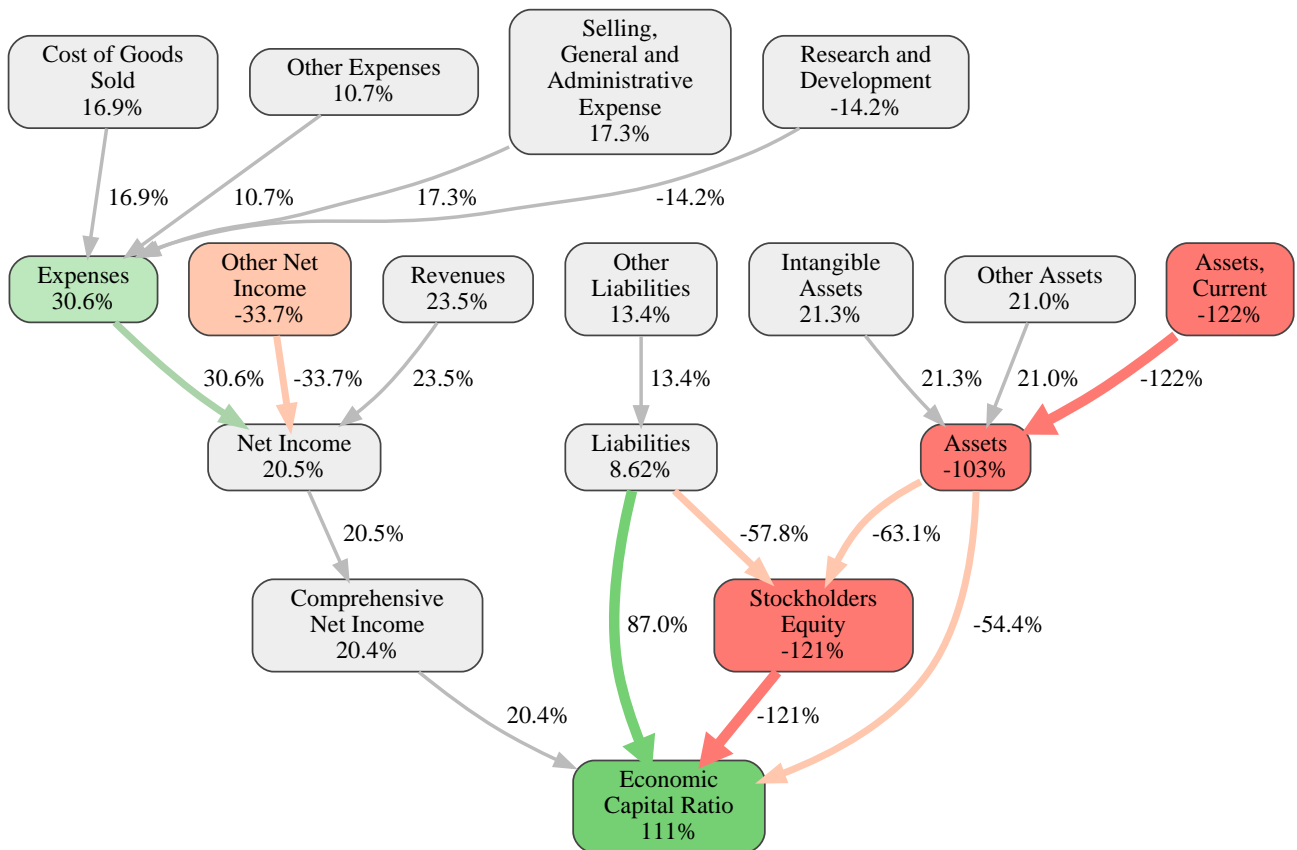 Cost of Goods
Sold
16.9%
Other Expenses
10.7%
Selling,
General and
Administrative
Expense
17.3%
Research and
Development
-14.2%
16.9%
10.7%
17.3%
-14.2%
Expenses
30.6%
Other Net
Income
-33.7%
Revenues
23.5%
Other
Liabilities
13.4%
Intangible
Assets
21.3%
Other Assets
21.0%
Assets,
Current
-122%
30.6%
-33.7%
23.5%
13.4%
21.3%
21.0%
-122%
Net Income
20.5%
Liabilities
8.62%
Assets
-103%
20.5%
-57.8%
-63.1%
Comprehensive
Net Income
20.4%
87.0%
Stockholders
Equity
-121%
-54.4%
20.4%
-121%
Economic
Capital Ratio
111%